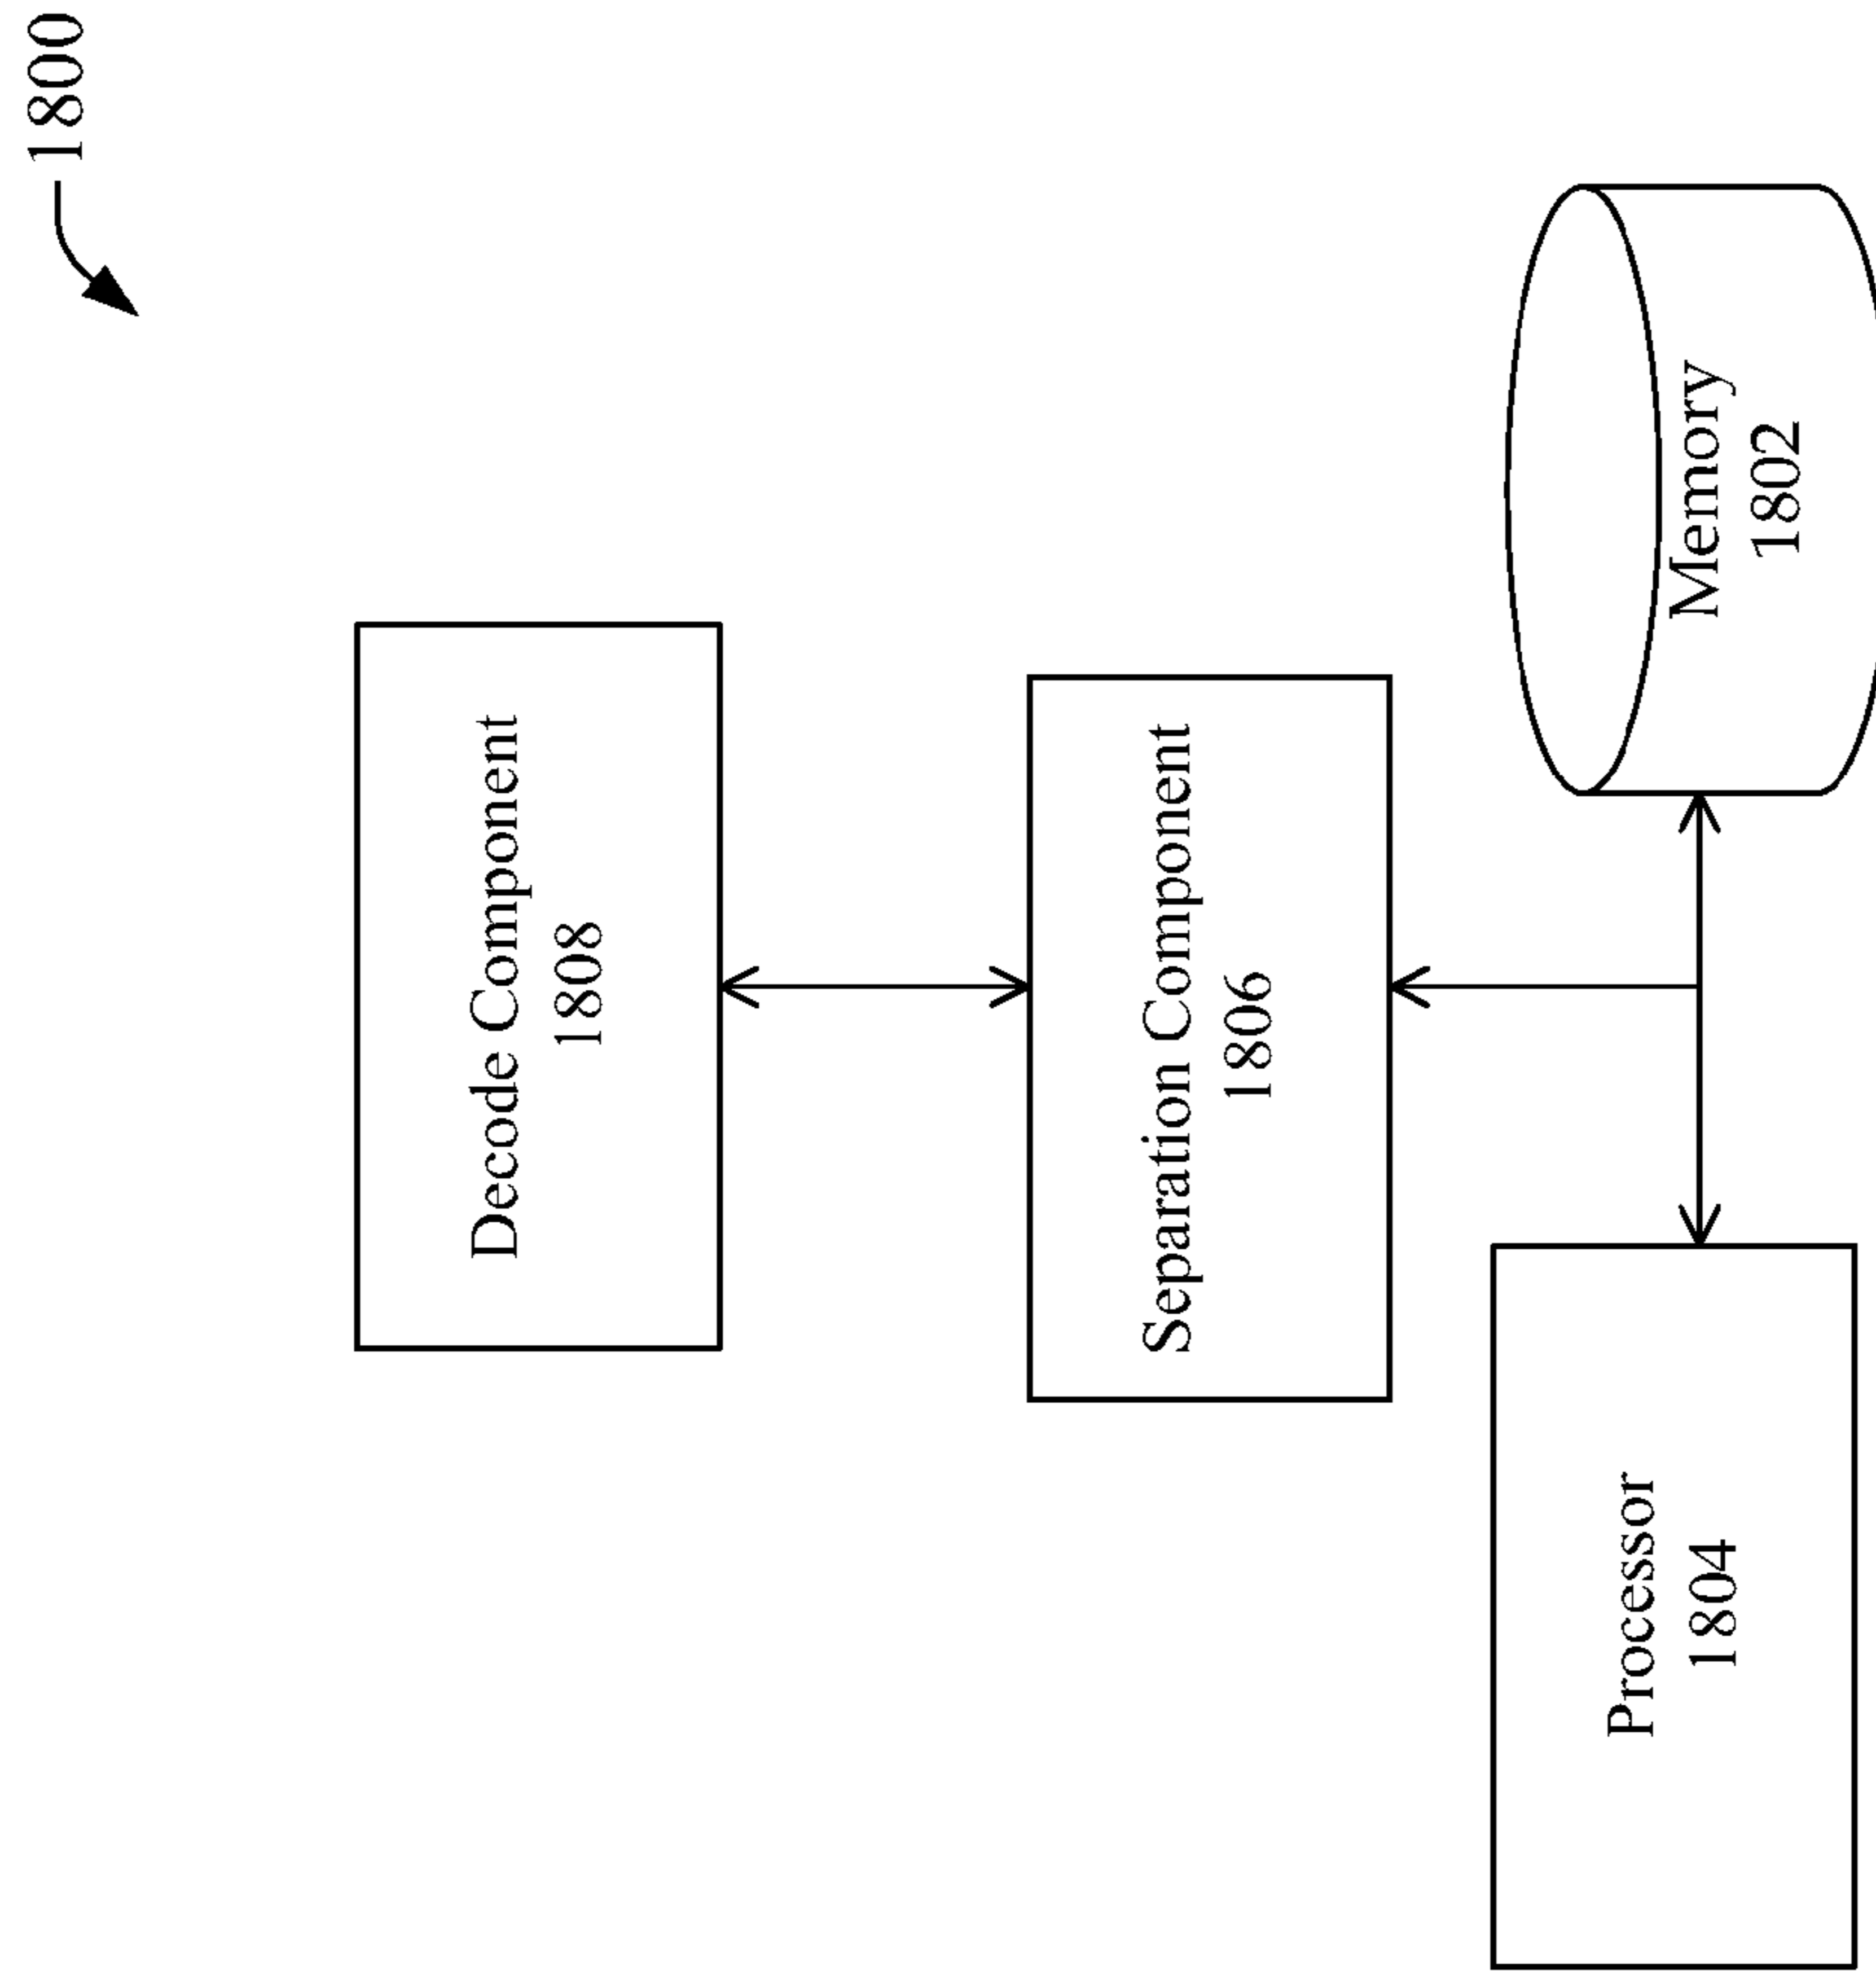 1800
Decode Component
1808
Separation Component
1806
Processor
1804
Memory
1802